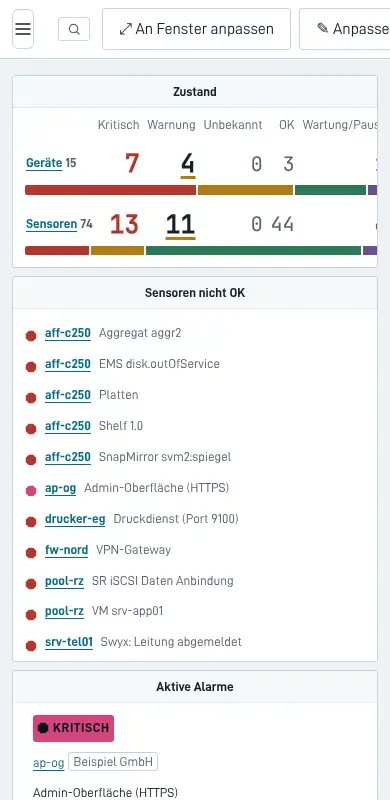 An Fenster anpassen
Anpasse
Zustand
Kritisch Warnung Unbekannt OK Wartung/Paus
Geräte 15 7 4 0 3
Sensoren 74 13 11 0 44
Sensoren nicht OK
aff-c250 Aggregat aggr2
aff-c250 EMS disk.outOfService
aff-c250 Platten
aff-c250 Shelf 1.0
aff-c250 SnapMirror svm2:spiegel
ap-og Admin-Oberfläche (HTTPS)
drucker-eg Druckdienst (Port 9100)
fw-nord VPN-Gateway
pool-rz SR iSCSI Daten Anbindung
pool-rz VM srv-app01
srv-tel01 Swyx: Leitung abgemeldet
Aktive Alarme
KRITISCH
ap-og Beispiel GmbH
Admin-Oberfläche (HTTPS)